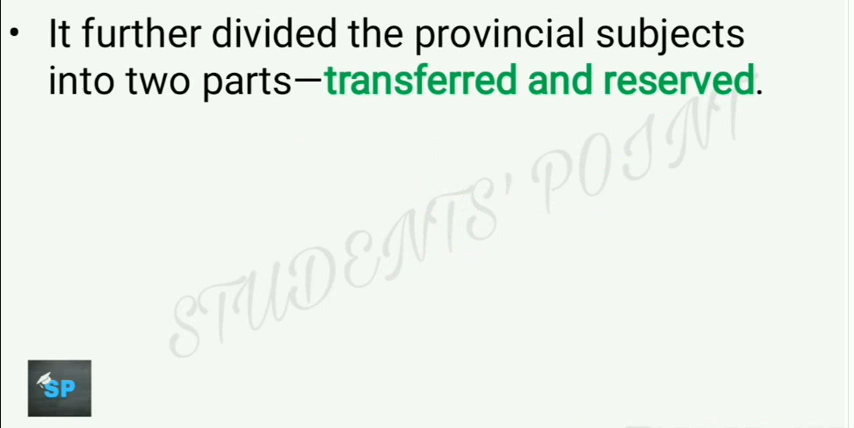 • It further divided the provincial subjects
into two parts—transferred and reserved.
STUDENTS' POINT
SP